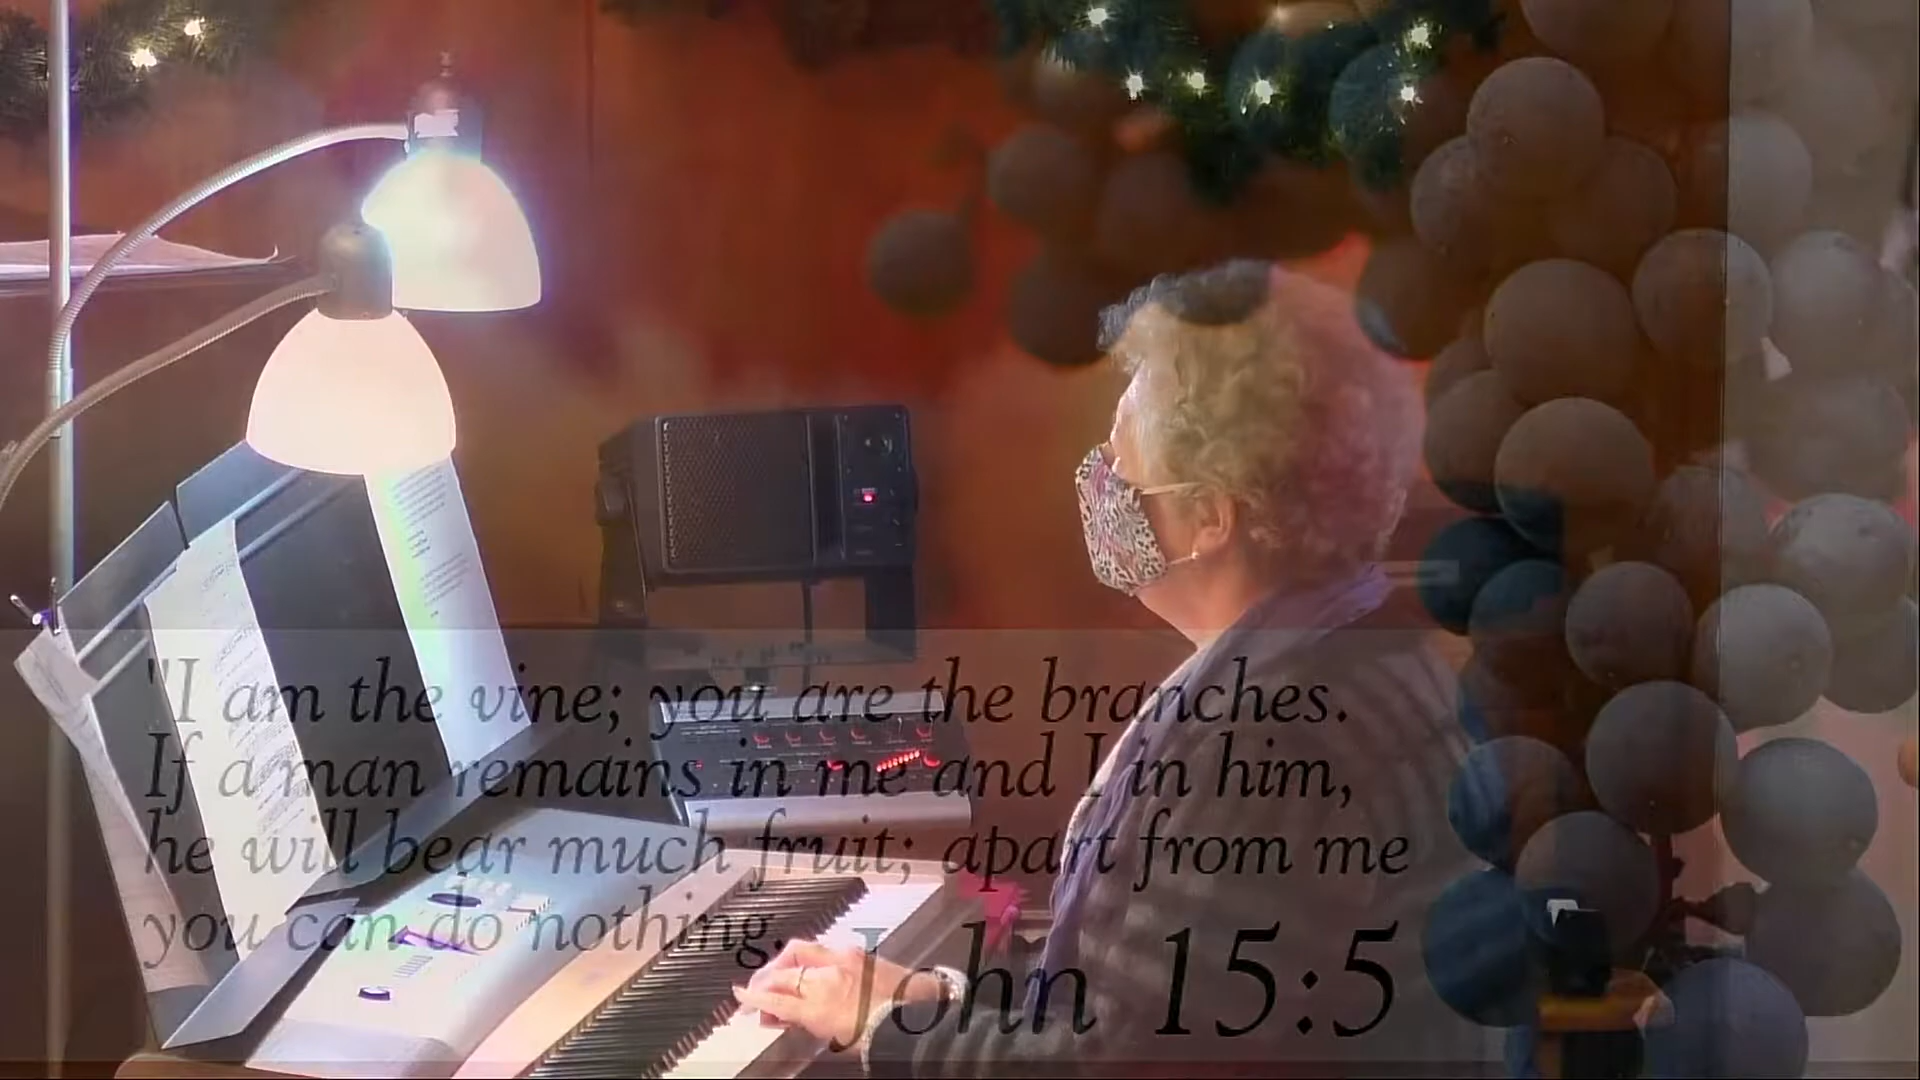 "I am the vine; you are the branches.
If a man remains in me and I in him,
he will bear much fruit; apart from me
you can do nothing.
John 15:5